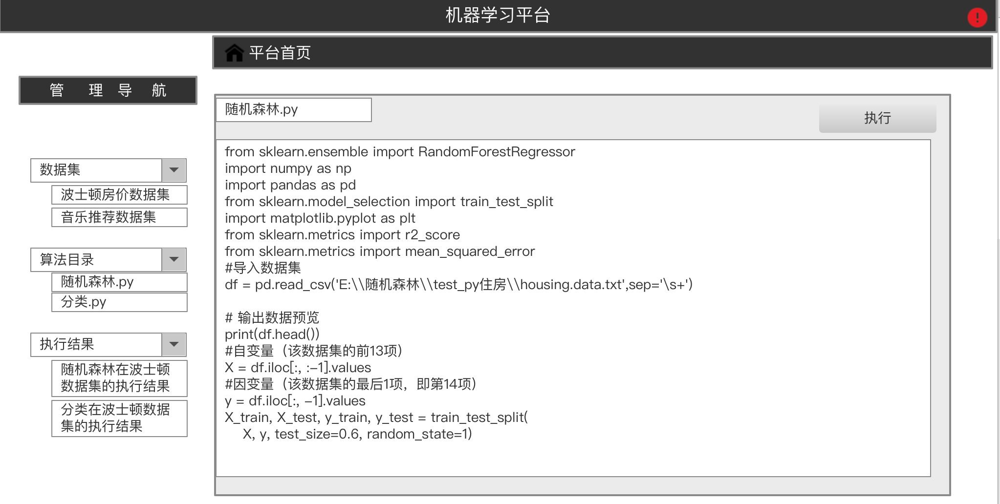 机器学习平台
平台首页
管 理 导 航
数据集
波士顿房价数据集
音乐推荐数据集
算法目录
随机森林.py
分类.py
执行结果
随机森林在波士顿
数据集的执行结果
分类在波士顿数据
集的执行结果
随机森林.py
执行
from sklearn.ensemble import RandomForestRegressor
import numpy as np
import pandas as pd
from sklearn.model_selection import train_test_split
import matplotlib.pyplot as plt
from sklearn.metrics import r2_score
from sklearn.metrics import mean_squared_error
#导入数据集
df = pd.read_csv('E:\\随机森林\\test_py住房\\housing.data.txt',sep='\s+')
# 输出数据预览
print(df.head())
#自变量（该数据集的前13项）
X = df.iloc[:, :-1].values
#因变量（该数据集的最后1项，即第14项）
y = df.iloc[:, -1].values
X_train, X_test, y_train, y_test = train_test_split(
X, y, test_size=0.6, random_state=1)